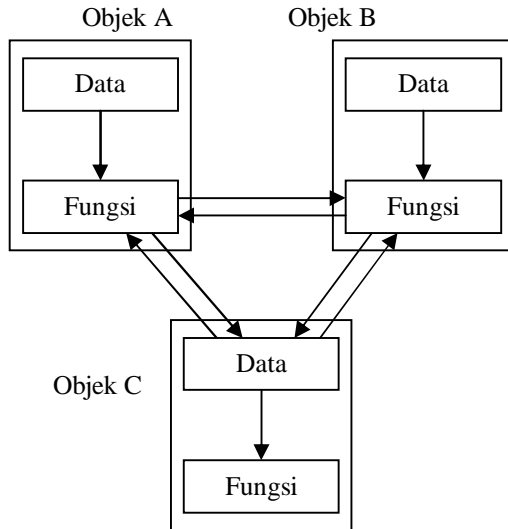 Objek A
Objek B
Data
Data
Fungsi
Fungsi
Data
Objek C
Fungsi